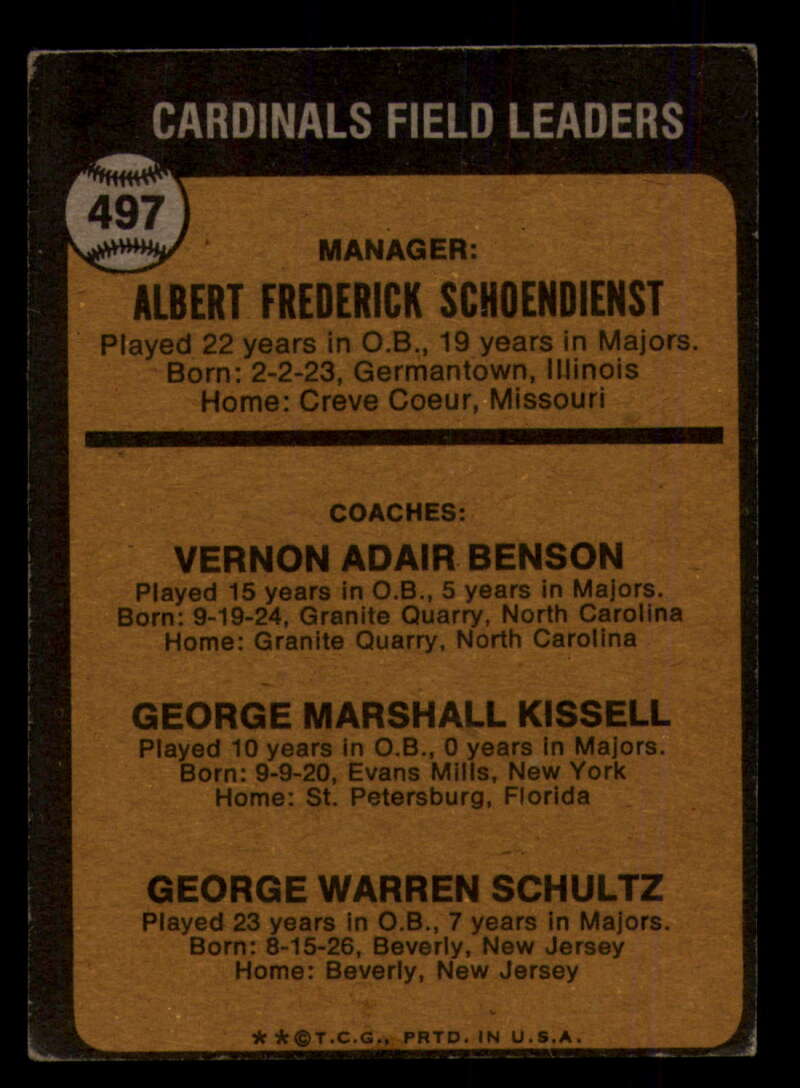 CARDINALS FIELD LEADERS
497
MANAGER:
ALBERT FREDERICK SCHOENDIENST
Played 22 years in O.B., 19 years in Majors.
Born: 2-2-23, Germantown, Illinois
Home: Creve Coeur, Missouri
COACHES:
VERNON ADAIR BENSON
Played 15 years in O.B., 5 years in Majors.
Born: 9-19-24, Granite Quarry, North Carolina
Home: Granite Quarry, North Carolina
GEORGE MARSHALL KISSELL
Played 10 years in O.B., 0 years in Majors.
Born: 9-9-20, Evans Mills, New York
Home: St. Petersburg, Florida
GEORGE WARREN SCHULTZ
Played 23 years in O.B., 7 years in Majors.
Born: 8-15-26, Beverly, New Jersey
Home: Beverly, New Jersey
* * © T.C.G., PRTD. IN U.S.A.